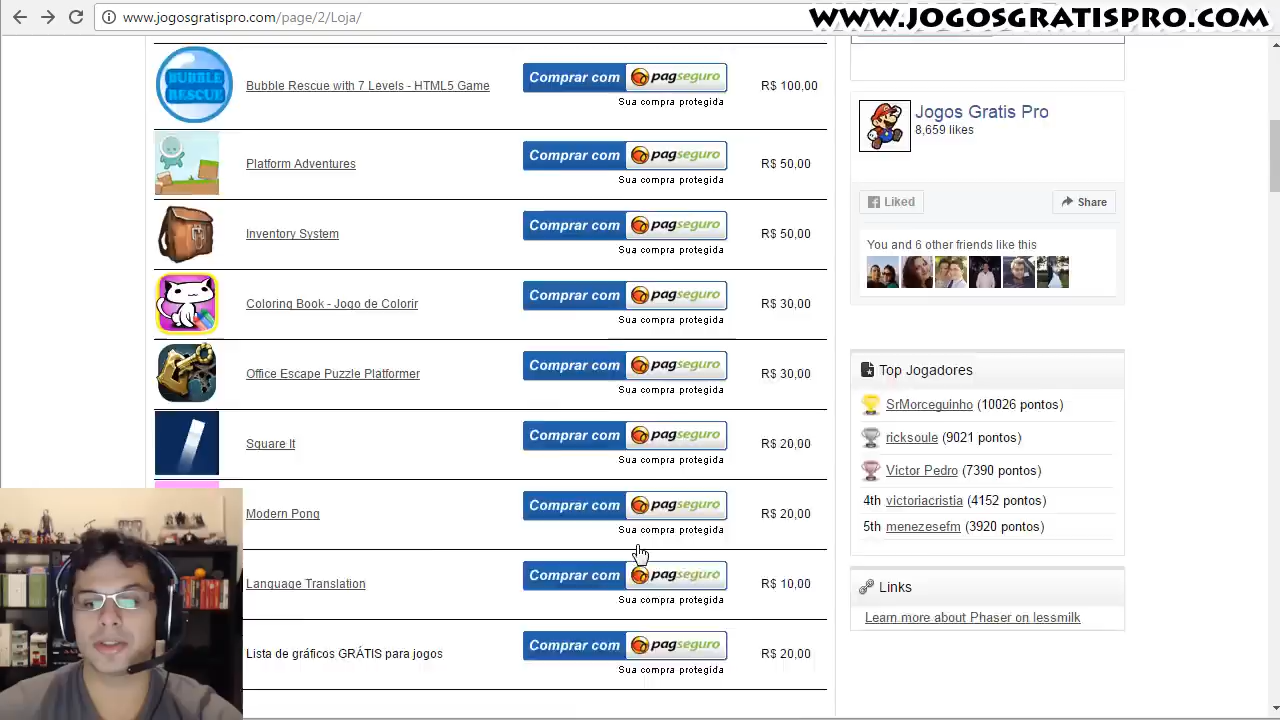 jogosgratispro.com/page/2/Loja/
WWW.JOGOSGRATISPRO.COM
BUBBLE RESCUE
Bubble Rescue with 7 Levels - HTML5 Game
Comprar com pagseguro
Sua compra protegida
R$ 100,00
Platform Adventures
Comprar com pagseguro
Sua compra protegida
R$ 50,00
Inventory System
Comprar com pagseguro
Sua compra protegida
R$ 50,00
Coloring Book - Jogo de Colorir
Comprar com pagseguro
Sua compra protegida
R$ 30,00
Office Escape Puzzle Platformer
Comprar com pagseguro
Sua compra protegida
R$ 30,00
Square It
Comprar com pagseguro
Sua compra protegida
R$ 20,00
Modern Pong
Comprar com pagseguro
Sua compra protegida
R$ 20,00
Language Translation
Comprar com pagseguro
Sua compra protegida
R$ 10,00
Lista de gráficos GRÁTIS para jogos
Comprar com pagseguro
Sua compra protegida
R$ 20,00
Jogos Gratis Pro
8,659 likes
Liked
Share
You and 6 other friends like this
Top Jogadores
SrMorceguinho (10026 pontos)
ricksoule (9021 pontos)
Victor Pedro (7390 pontos)
4th victoriacristia (4152 pontos)
5th menezesefm (3920 pontos)
Links
Learn more about Phaser on lessmilk